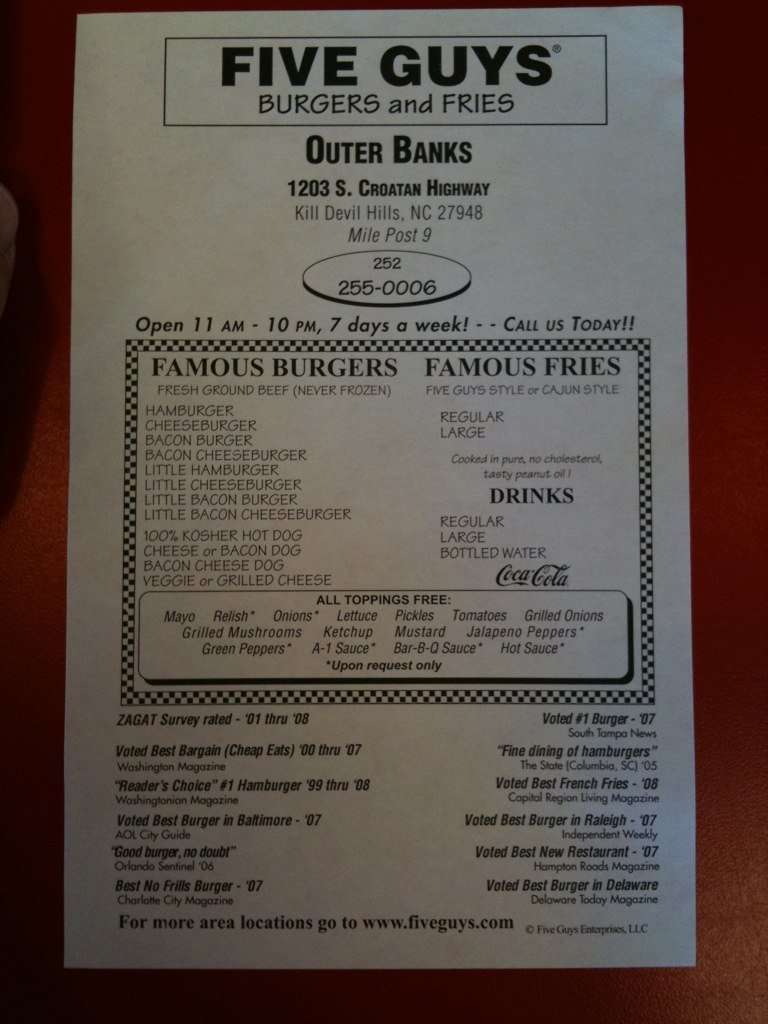 FIVE GUYS®
BURGERS and FRIES
OUTER BANKS
1203 S. CROATAN HIGHWAY
Kill Devil Hills, NC 27948
Mile Post 9
252
255-0006
Open 11 AM - 10 PM, 7 days a week! - - CALL US TODAY!!
FAMOUS BURGERS
FRESH GROUND BEEF (NEVER FROZEN)
HAMBURGER
CHEESEBURGER
BACON BURGER
BACON CHEESEBURGER
LITTLE HAMBURGER
LITTLE CHEESEBURGER
LITTLE BACON BURGER
LITTLE BACON CHEESEBURGER
100% KOSHER HOT DOG
CHEESE or BACON DOG
BACON CHEESE DOG
VEGGIE or GRILLED CHEESE
FAMOUS FRIES
FIVE GUYS STYLE or CAJUN STYLE
REGULAR
LARGE
Cooked in pure, no cholesterol,
tasty peanut oil !
DRINKS
REGULAR
LARGE
BOTTLED WATER
Coca-Cola
ALL TOPPINGS FREE:
Mayo Relish* Onions* Lettuce Pickles Tomatoes Grilled Onions
Grilled Mushrooms Ketchup Mustard Jalapeno Peppers*
Green Peppers* A-1 Sauce* Bar-B-Q Sauce* Hot Sauce*
*Upon request only
ZAGAT Survey rated - '01 thru '08
Voted Best Bargain (Cheap Eats) '00 thru '07
Washington Magazine
"Reader's Choice" #1 Hamburger '99 thru '08
Washingtonian Magazine
Voted Best Burger in Baltimore - '07
AOL City Guide
"Good burger, no doubt"
Orlando Sentinel '06
Best No Frills Burger - '07
Charlotte City Magazine
Voted #1 Burger - '07
South Tampa News
"Fine dining of hamburgers"
The State (Columbia, SC) '05
Voted Best French Fries - '08
Capital Region Living Magazine
Voted Best Burger in Raleigh - '07
Independent Weekly
Voted Best New Restaurant - '07
Hampton Roads Magazine
Voted Best Burger in Delaware
Delaware Today Magazine
For more area locations go to www.fiveguys.com
© Five Guys Enterprises, LLC